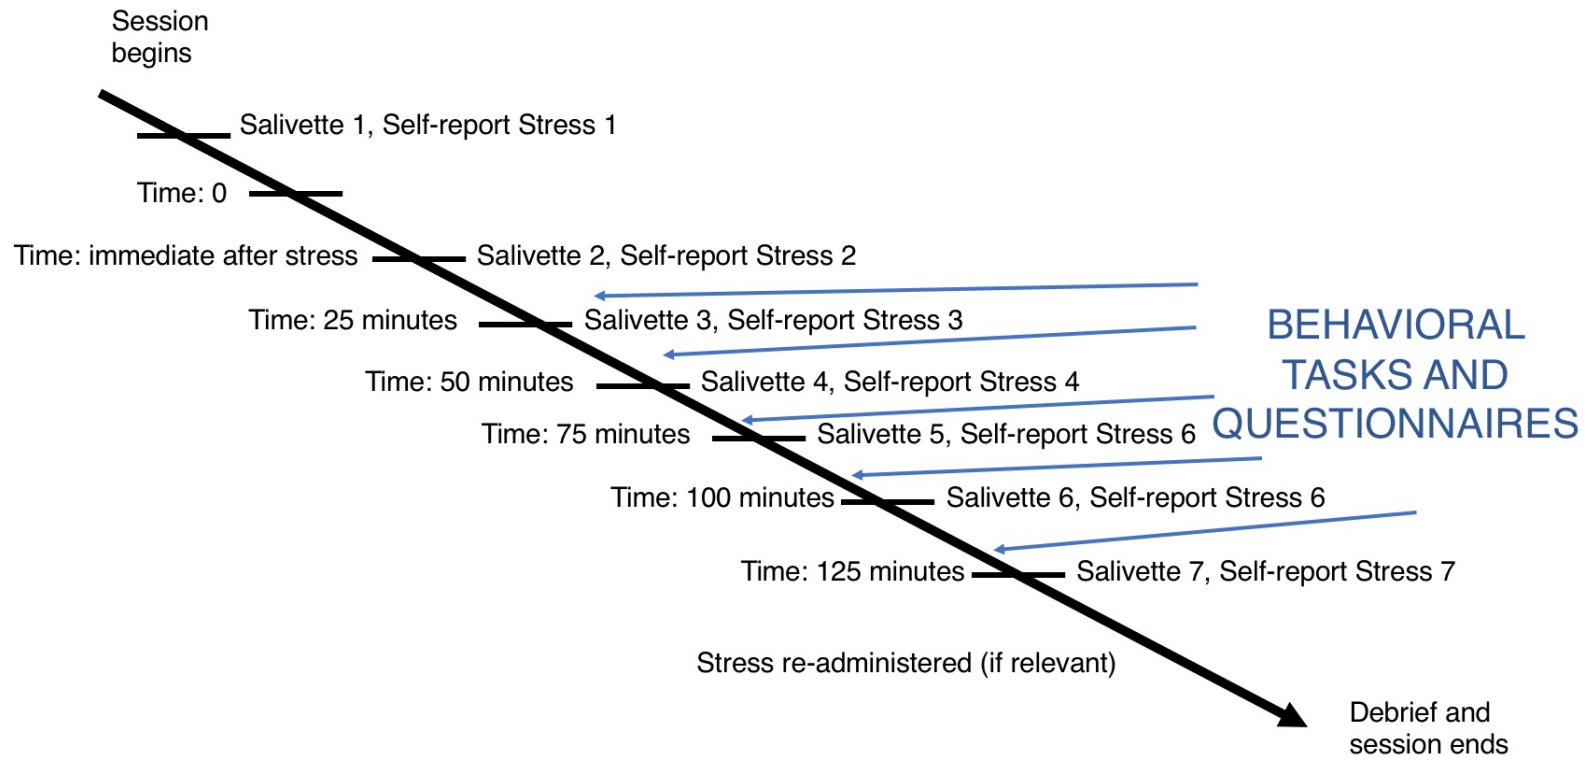 Session
begins
Salivette 1, Self-report Stress 1
Time: 0
Time: immediate after stress
Salivette 2, Self-report Stress 2
Time: 25 minutes
Salivette 3, Self-report Stress 3
Time: 50 minutes
Salivette 4, Self-report Stress 4
Time: 75 minutes
Salivette 5, Self-report Stress 6
Time: 100 minutes
Salivette 6, Self-report Stress 6
Time: 125 minutes
Salivette 7, Self-report Stress 7
BEHAVIORAL
TASKS AND
QUESTIONNAIRES
Stress re-administered (if relevant)
Debrief and
session ends